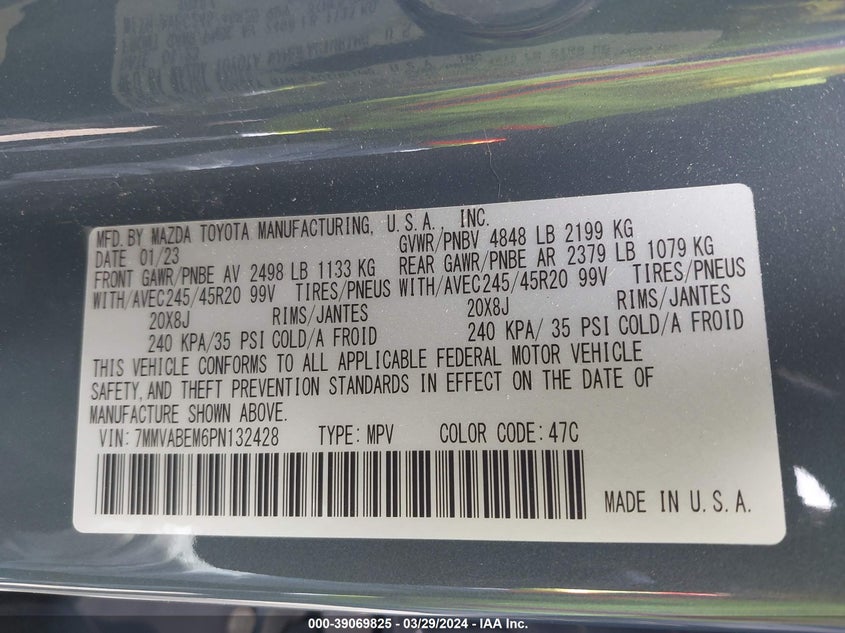 MFD. BY MAZDA TOYOTA MANUFACTURING, U.S.A. INC.
DATE 01/23 GVWR/PNBV 4848 LB 2199 KG
FRONT GAWR/PNBE AV 2498 LB 1133 KG REAR GAWR/PNBE AR 2379 LB 1079 KG
WITH/AVEC245/45R20 99V TIRES/PNEUS WITH/AVEC245/45R20 99V TIRES/PNEUS
20X8J RIMS/JANTES 20X8J RIMS/JANTES
240 KPA/35 PSI COLD/A FROID 240 KPA/ 35 PSI COLD/A FROID
THIS VEHICLE CONFORMS TO ALL APPLICABLE FEDERAL MOTOR VEHICLE
SAFETY, AND THEFT PREVENTION STANDARDS IN EFFECT ON THE DATE OF
MANUFACTURE SHOWN ABOVE.
VIN: 7MMVABEM6PN132428 TYPE: MPV COLOR CODE: 47C
MADE IN U.S.A.
000-39069825 - 03/29/2024 - IAA Inc.